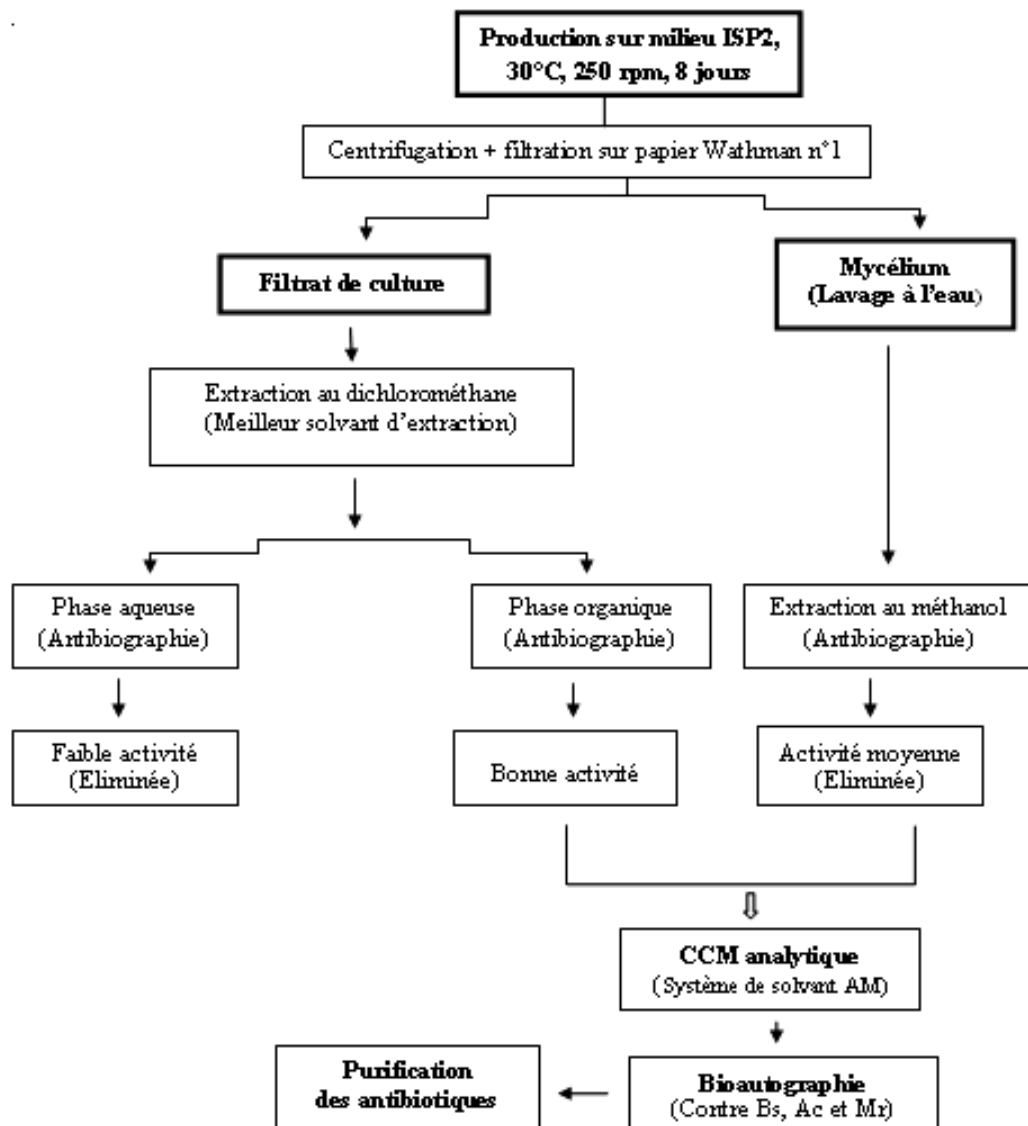 Production sur milieu ISP2,
30°C, 250 rpm, 8 jours
Centrifugation + filtration sur papier Wathman n°1
Filtrat de culture
Mycélium
(Lavage à l'eau)
Extraction au dichlorométhane
(Meilleur solvant d'extraction)
Phase aqueuse
(Antibiographie)
Phase organique
(Antibiographie)
Extraction au méthanol
(Antibiographie)
Faible activité
(Eliminée)
Bonne activité
Activité moyenne
(Eliminée)
CCM analytique
(Système de solvant AM)
Purification
des antibiotiques
Bioautographie
(Contre Bs, Ac et Mr)